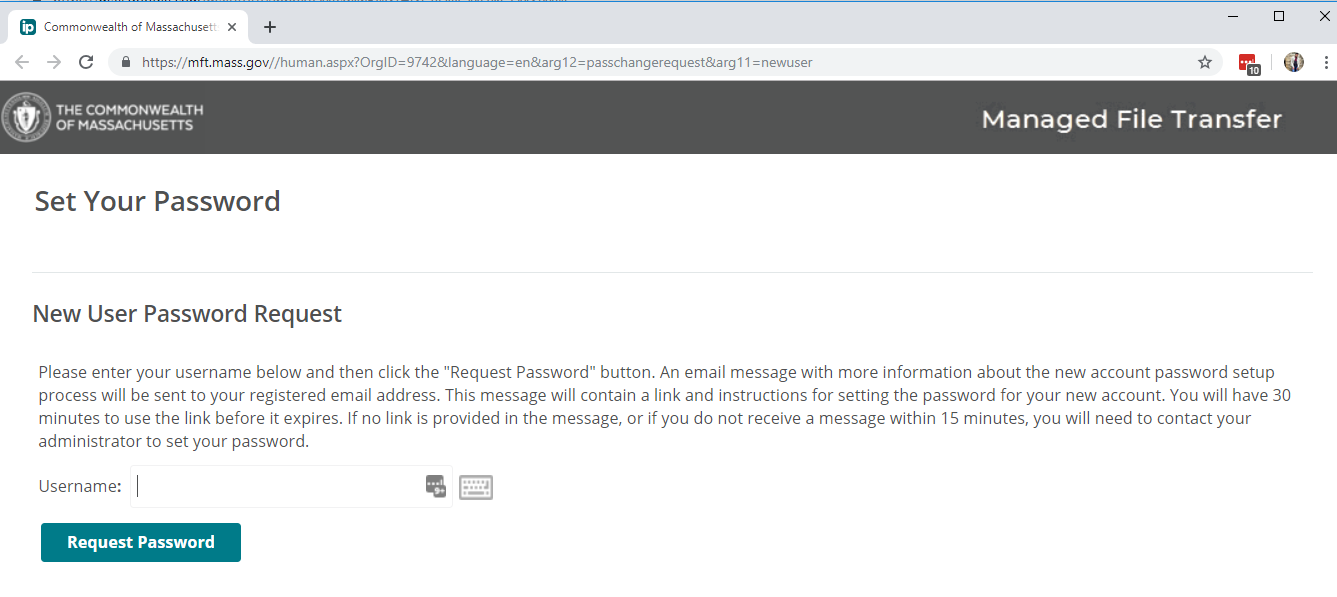 ip Commonwealth of Massachusett
https://mft.mass.gov//human.aspx?OrgID=9742&language=en&arg12=passchangerequest&arg11=newuser
10
THE COMMONWEALTH
OF MASSACHUSETTS
Managed File Transfer
Set Your Password
New User Password Request
Please enter your username below and then click the "Request Password" button. An email message with more information about the new account password setup
process will be sent to your registered email address. This message will contain a link and instructions for setting the password for your new account. You will have 30
minutes to use the link before it expires. If no link is provided in the message, or if you do not receive a message within 15 minutes, you will need to contact your
administrator to set your password.
Username:
9+
Request Password